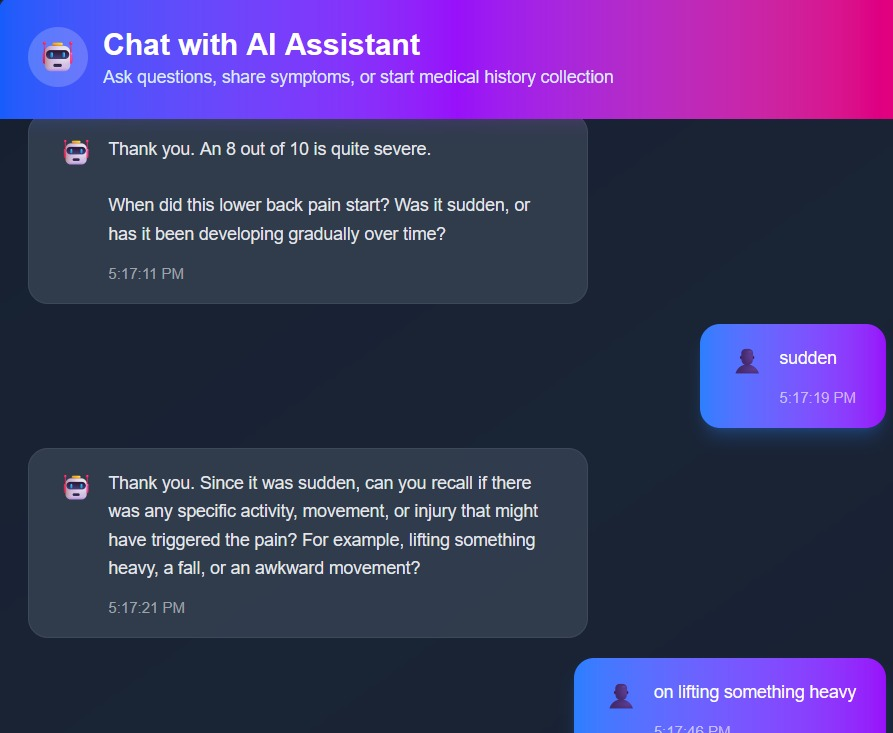 Chat with AI Assistant
Ask questions, share symptoms, or start medical history collection
Thank you. An 8 out of 10 is quite severe.
When did this lower back pain start? Was it sudden, or
has it been developing gradually over time?
5:17:11 PM
sudden
5:17:19 PM
Thank you. Since it was sudden, can you recall if there
was any specific activity, movement, or injury that might
have triggered the pain? For example, lifting something
heavy, a fall, or an awkward movement?
5:17:21 PM
on lifting something heavy
5:17:46 PM